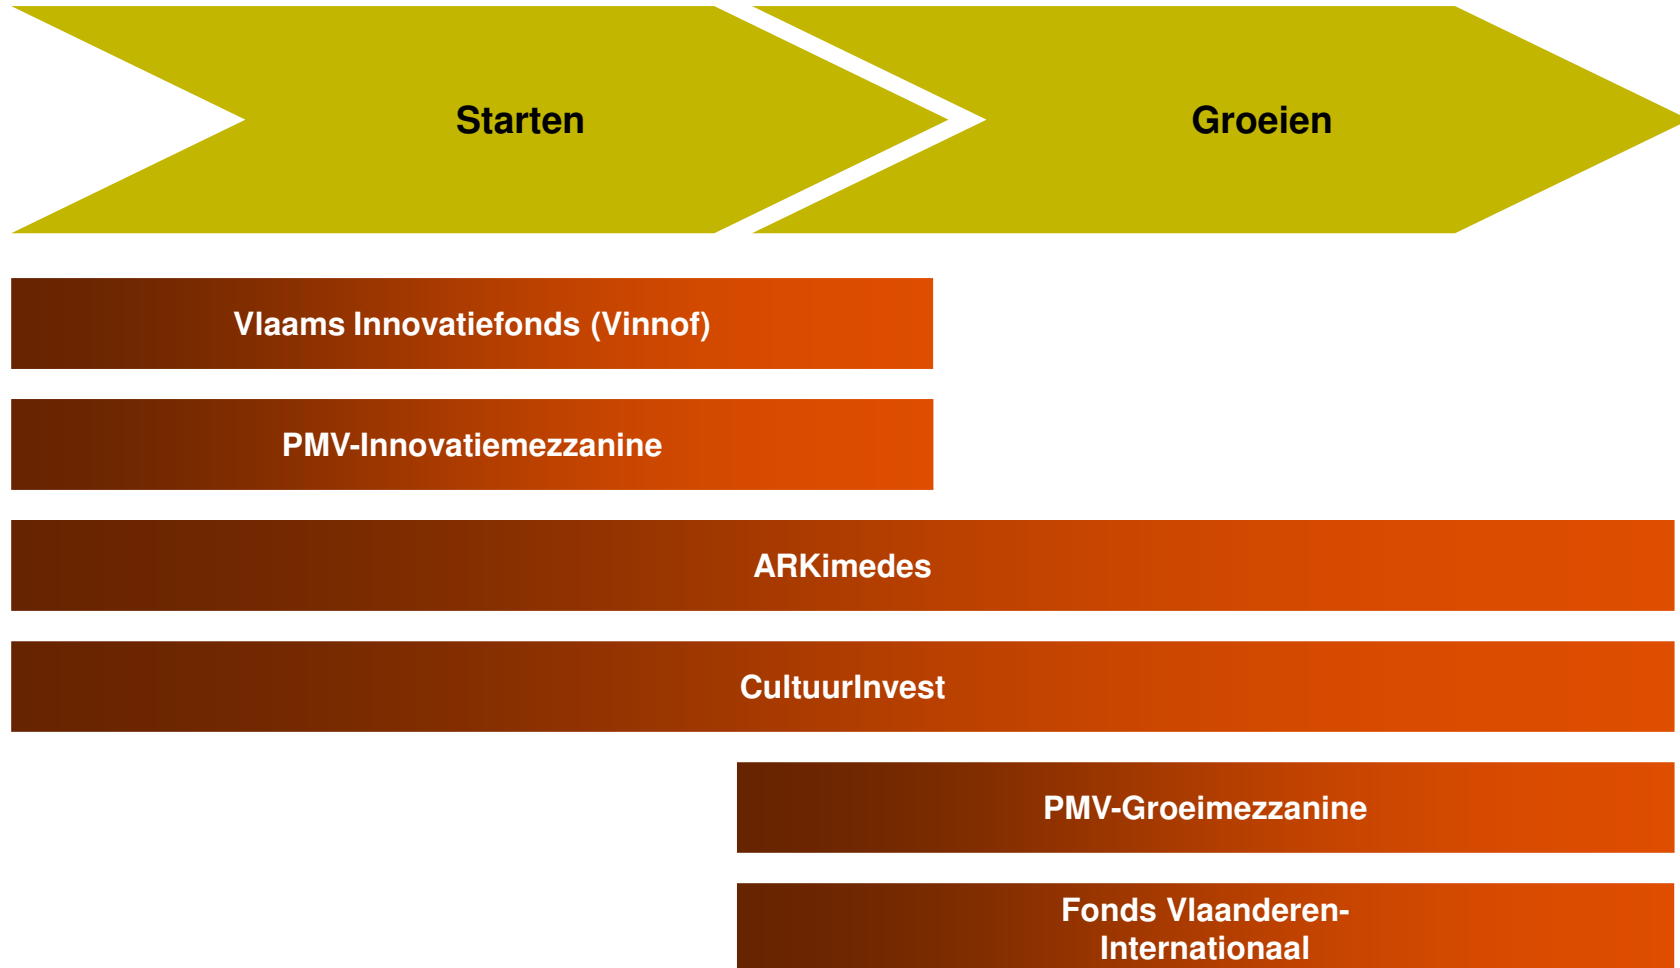 Starten
Groeien
Vlaams Innovatiefonds (Vinnof)
PMV-Innovatiemezzanine
ARKimedes
CultuurInvest
PMV-Groeimezzanine
Fonds Vlaanderen-
Internationaal